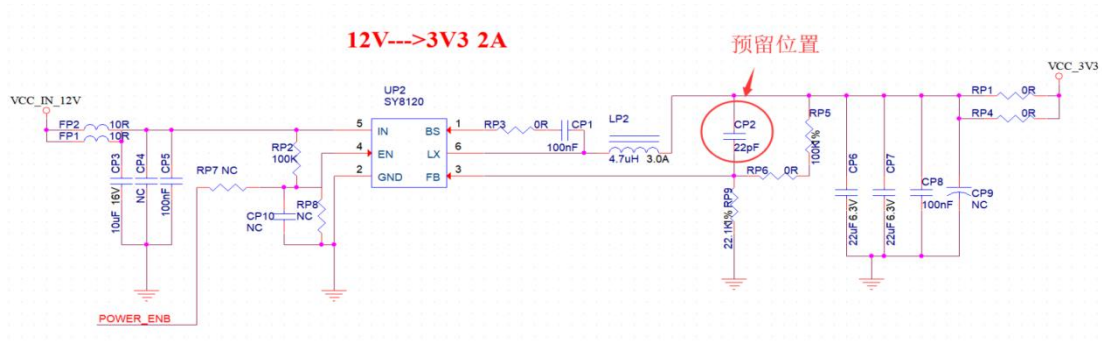 12V--->3V3 2A
预留位置
VCC_IN_12V
VCC_3V3
UP2
SY8120
FP2 10R
FP1 10R
5 IN BS 1
4 EN LX 6
2 GND FB 3
RP3 0R CP1
100nF
LP2
4.7uH 3.0A
CP2
22pF
RP5
100K1%
RP1 0R
RP4 0R
RP2
100K
RP7 NC
RP6 0R
RP8
NC
CP10
NC
CP3
10uF 16V
CP4
NC
CP5
100nF
RP9
22.1K1%
CP6
22uF 6.3V
CP7
22uF 6.3V
CP8
100nF
CP9
NC
POWER_ENB